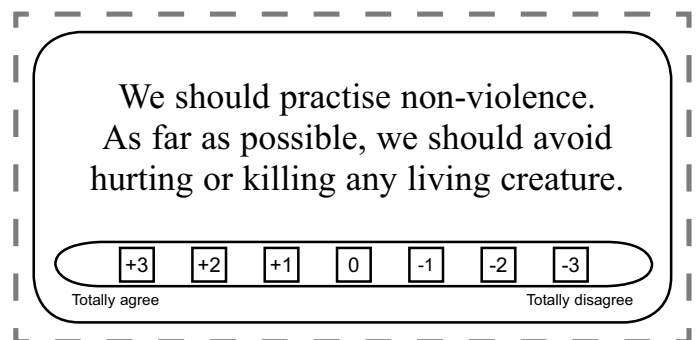 We should practise non-violence.
As far as possible, we should avoid
hurting or killing any living creature.
+3 +2 +1 0 -1 -2 -3
Totally agree Totally disagree